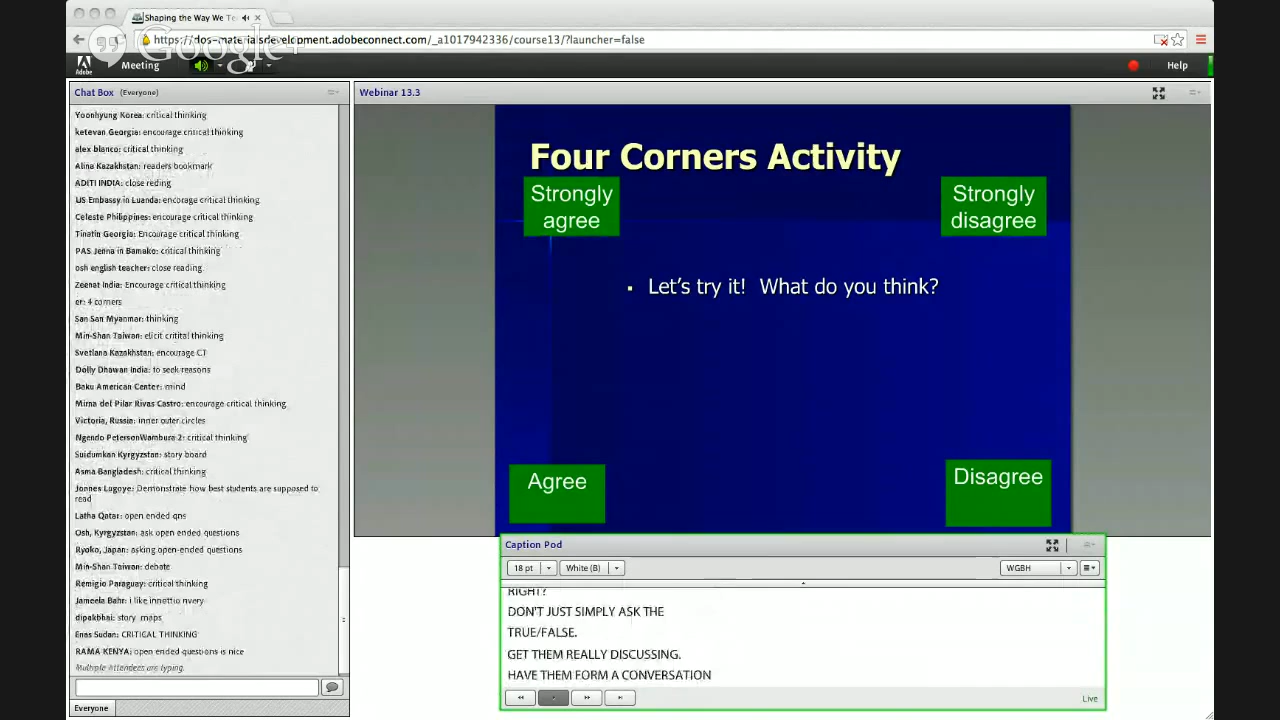 Shaping the Way We Te
Google+
https://dos-materialsdevelopment.adobeconnect.com/_a1017942336/course13/?launcher=false
Adobe
Meeting
Help
Chat Box (Everyone)
Yoonhyung Korea: critical thinking
ketevan Georgia: encourage critical thinking
alex blanco: critical thinking
Alina Kazakhstan: readers bookmark
ADITI INDIA: close reding
US Embassy in Luanda: encorage critical thinking
Celeste Philippines: encourage critical thinking
Tinatin Georgia: Encourage critical thinking
PAS Jenna in Bamako: critical thinking
osh english teacher: close reading
Zeenat India: Encourage critical thinking
er: 4 corners
San San Myanmar: thinking
Min-Shan Taiwan: elicit critital thinking
Svetlana Kazakhstan: encourage CT
Dolly Dhawan India: to seek reasons
Baku American Center: mind
Mirna del Pilar Rivas Castro: encourage critical thinking
Victoria, Russia: inner outer circles
Ngendo PetersonWambura 2: critical thinking
Suidumkan Kyrgyzstan: story board
Asma Bangladesh: critical thinking
Jonnes Lugoye: Demonstrate how best students are supposed to
read
Latha Qatar: open ended qns
Osh, Kyrgyzstan: ask open ended questions
Ryoko, Japan: asking open-ended questions
Min-Shan Taiwan: debate
Remigio Paraguay: critical thinking
Jameela Bahr: i like innettio nvery
dipakbhai: story maps
Enas Sudan: CRITICAL THINKING
RAMA KENYA: open ended questions is nice
Multiple Attendees are typing.
Everyone
Webinar 13.3
Four Corners Activity
Strongly
agree
Strongly
disagree
▪ Let's try it! What do you think?
Agree
Disagree
Caption Pod
18 pt
White (B)
WGBH
RIGHT?
DON'T JUST SIMPLY ASK THE
TRUE/FALSE.
GET THEM REALLY DISCUSSING.
HAVE THEM FORM A CONVERSATION
Live